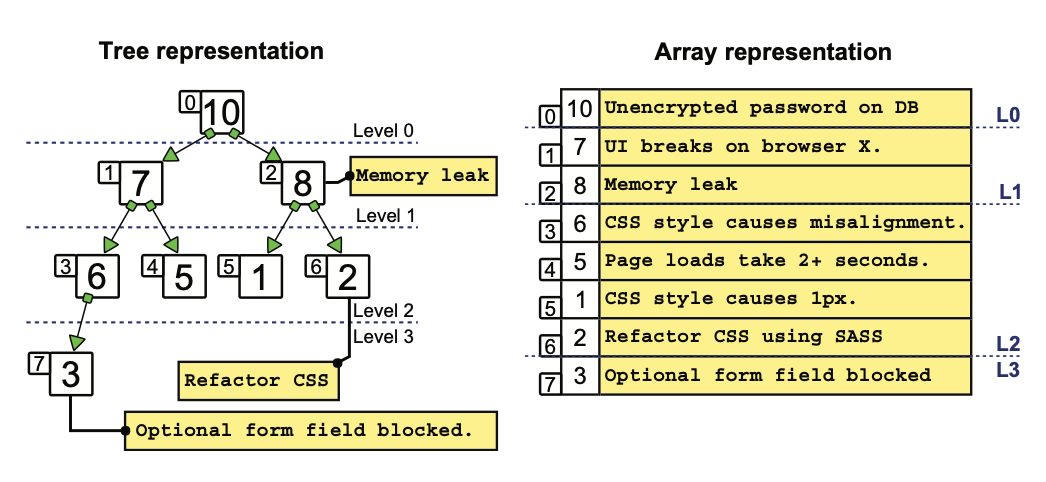 Tree representation
0 10
Level 0
1 7
2 8
Memory leak
Level 1
3 6
4 5
5 1
6 2
Level 2
Level 3
7 3
Refactor CSS
Optional form field blocked.
Array representation
0 10 Unencrypted password on DB
L0
1 7 UI breaks on browser X.
2 8 Memory leak
L1
3 6 CSS style causes misalignment.
4 5 Page loads take 2+ seconds.
5 1 CSS style causes 1px.
6 2 Refactor CSS using SASS
L2
L3
7 3 Optional form field blocked